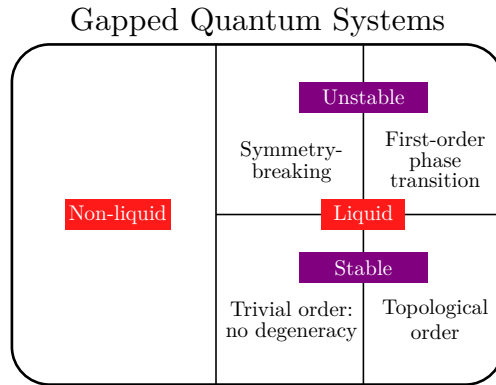 Gapped Quantum Systems
Unstable
Symmetry-
breaking
First-order
phase
transition
Non-liquid
Liquid
Stable
Trivial order:
no degeneracy
Topological
order